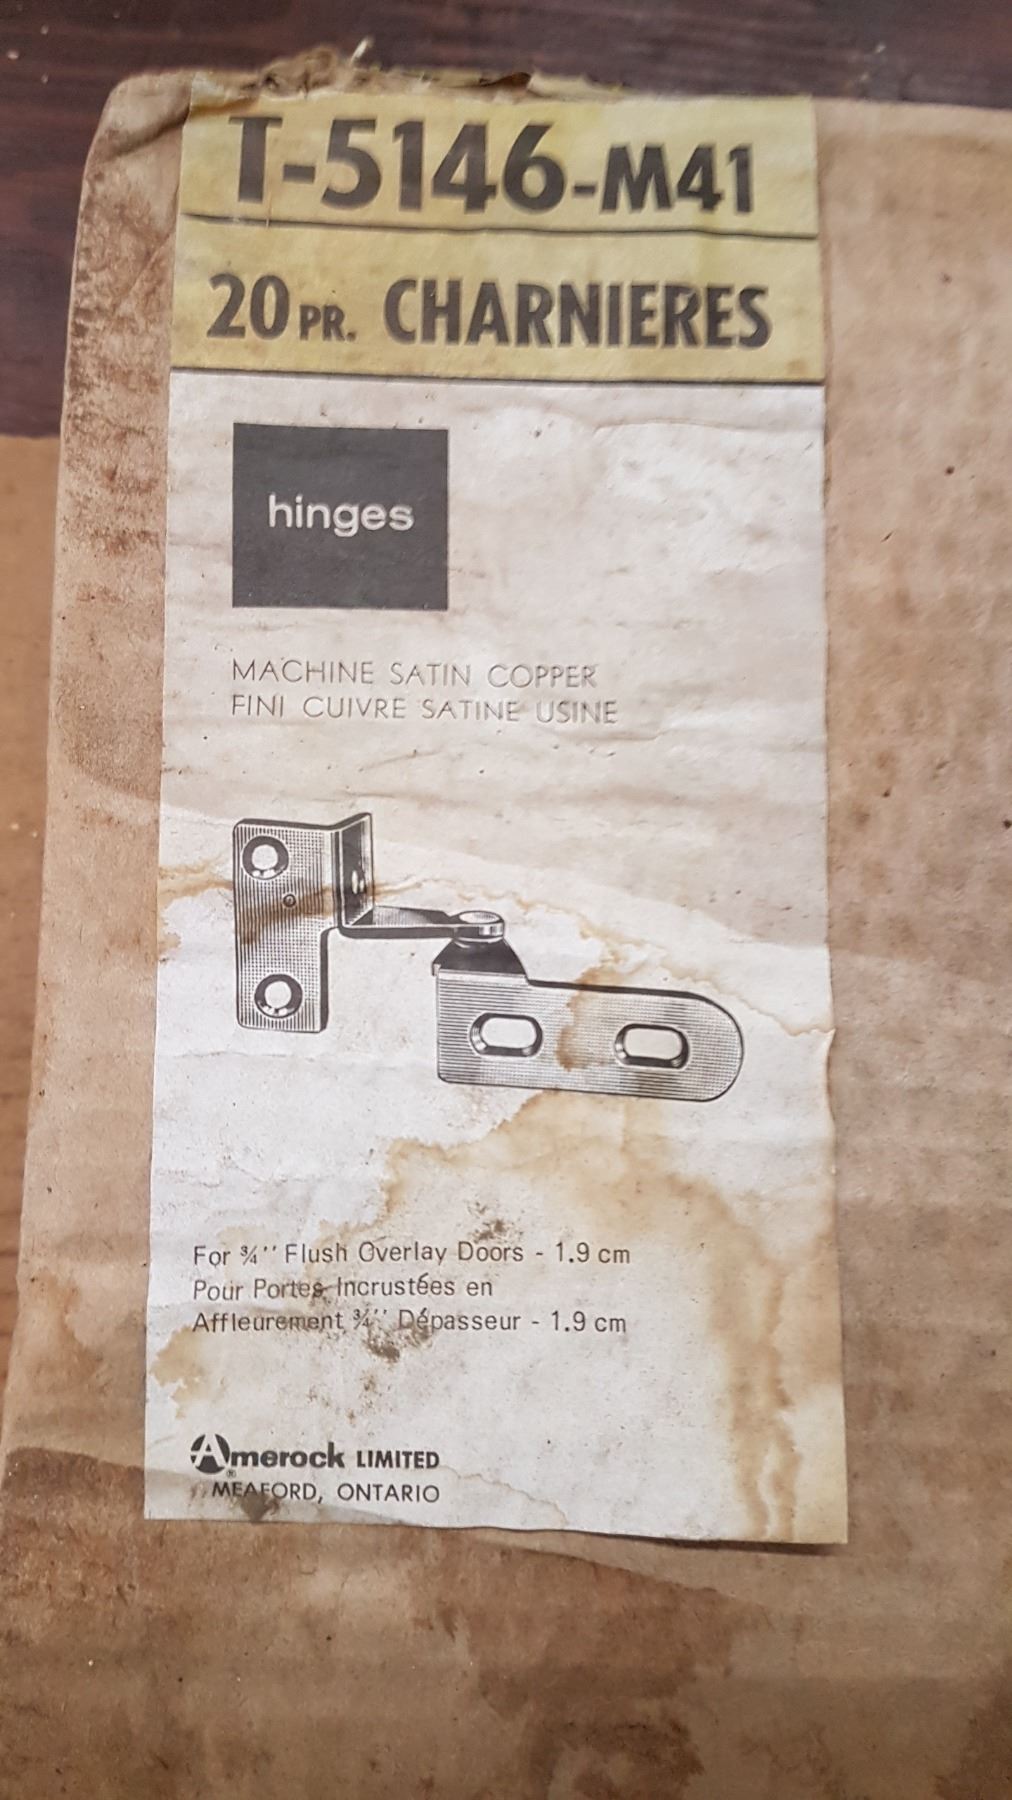 T-5146-M41
20 PR. CHARNIERES
hinges
MACHINE SATIN COPPER
FINI CUIVRE SATINE USINE
For ¾'' Flush Overlay Doors - 1.9 cm
Pour Portes Incrustées en
Affleurement ¾'' Dépasseur - 1.9 cm
Amerock LIMITED
®
MEAFORD, ONTARIO